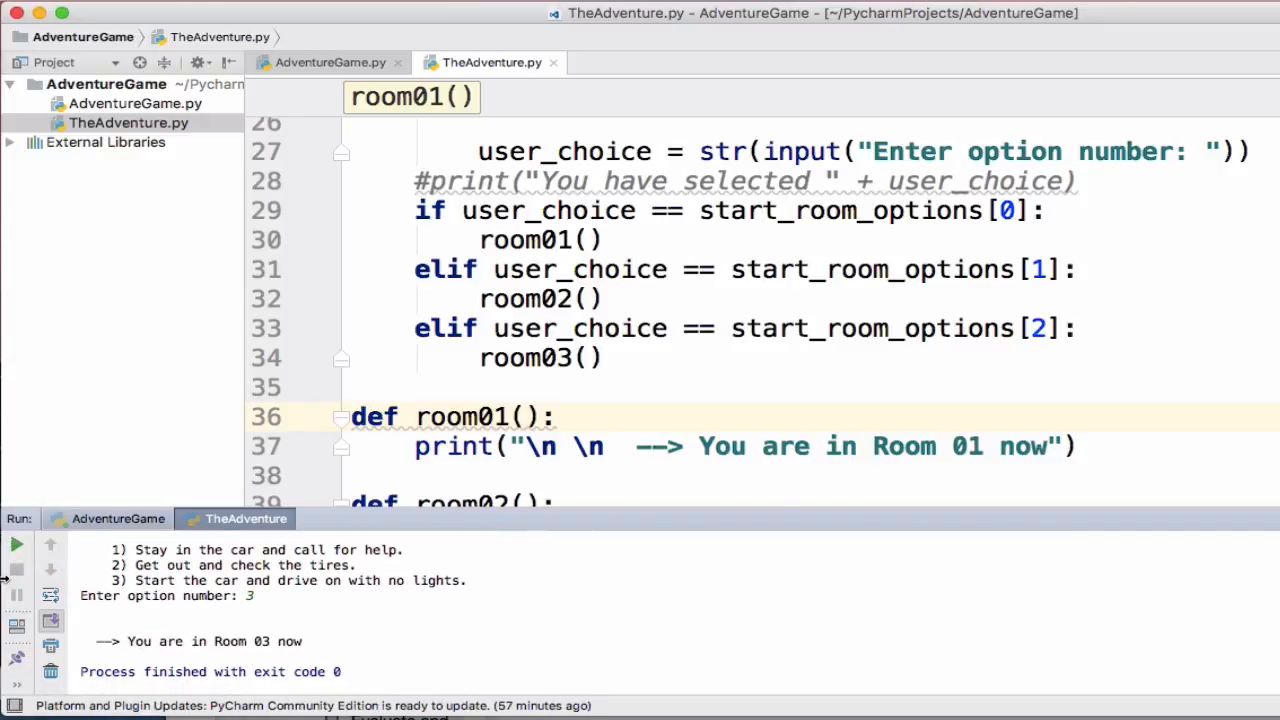 TheAdventure.py - AdventureGame - [~/PycharmProjects/AdventureGame]
AdventureGame
TheAdventure.py
Project
AdventureGame.py
TheAdventure.py
AdventureGame ~/Pycharm
AdventureGame.py
TheAdventure.py
External Libraries
room01()
26
27 user_choice = str(input("Enter option number: "))
28 #print("You have selected " + user_choice)
29 if user_choice == start_room_options[0]:
30 room01()
31 elif user_choice == start_room_options[1]:
32 room02()
33 elif user_choice == start_room_options[2]:
34 room03()
35
36 def room01():
37 print("\n \n  --> You are in Room 01 now")
38
39 def room02():
Run: AdventureGame TheAdventure
1) Stay in the car and call for help.
2) Get out and check the tires.
3) Start the car and drive on with no lights.
Enter option number: 3
--> You are in Room 03 now
Process finished with exit code 0
Platform and Plugin Updates: PyCharm Community Edition is ready to update. (57 minutes ago)